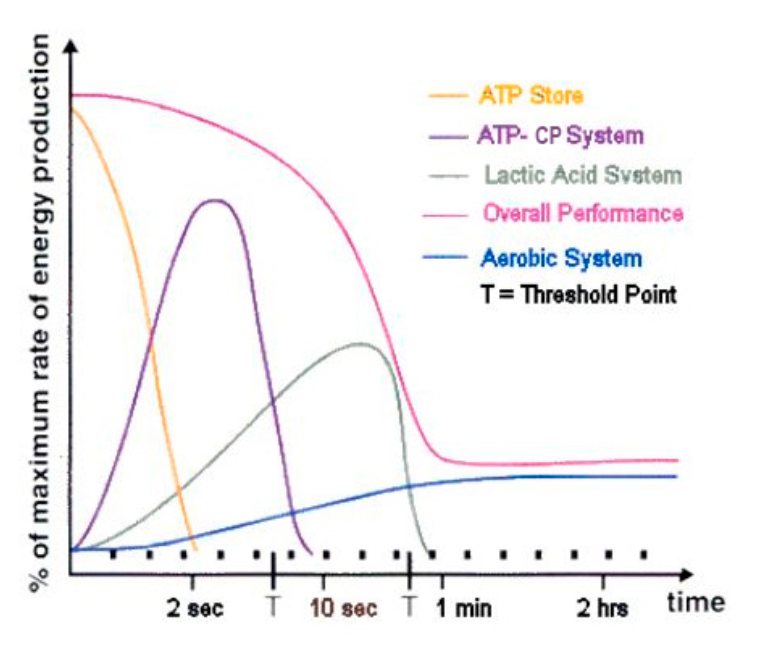 % of maximum rate of energy production
ATP Store
ATP- CP System
Lactic Acid Svstem
Overall Performance
Aerobic System
T = Threshold Point
2 sec T 10 sec T 1 min 2 hrs time